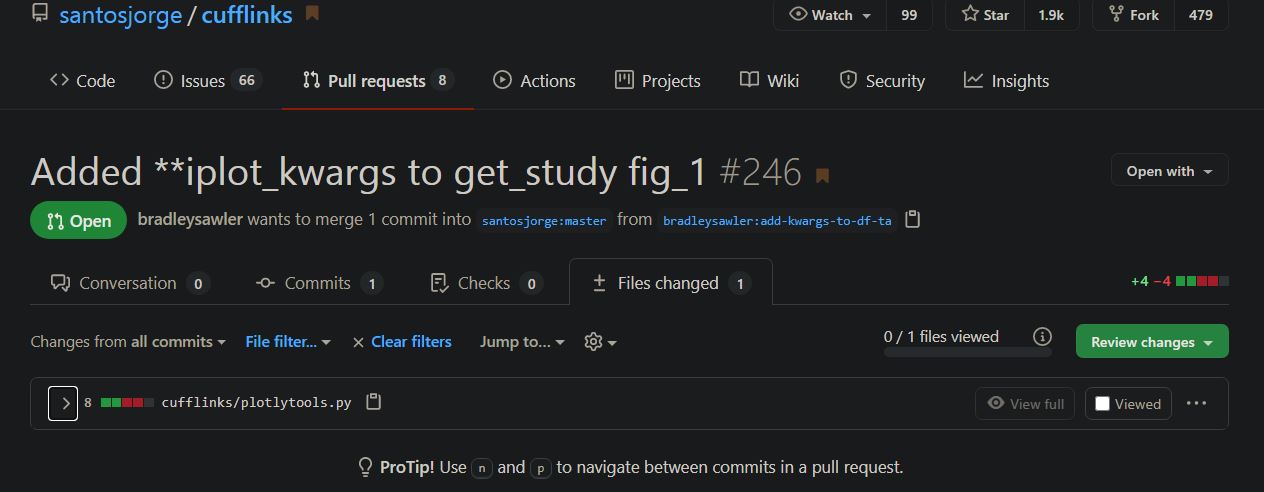 santosjorge / cufflinks Watch 99 Star 1.9k Fork 479
Code Issues 66 Pull requests 8 Actions Projects Wiki Security Insights
Added **iplot_kwargs to get_study fig_1 #246 Open with
Open bradleysawler wants to merge 1 commit into santosjorge:master from bradleysawler:add-kwargs-to-df-ta
Conversation 0 Commits 1 Checks 0 Files changed 1 +4 −4
Changes from all commits File filter... Clear filters Jump to... 0 / 1 files viewed Review changes
8 cufflinks/plotlytools.py View full Viewed ...
ProTip! Use n and p to navigate between commits in a pull request.